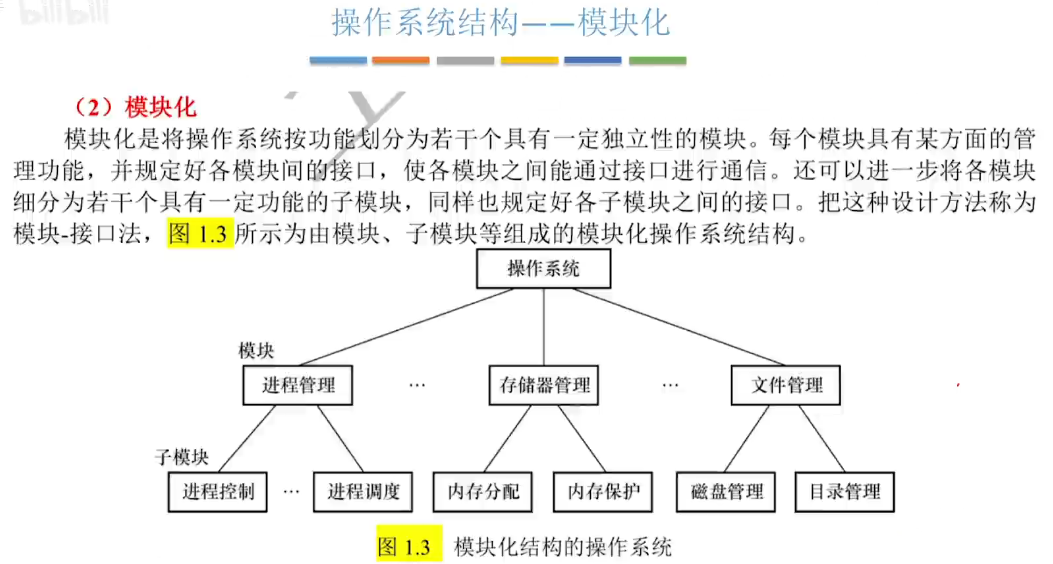 bilibili
操作系统结构——模块化
（2）模块化
模块化是将操作系统按功能划分为若干个具有一定独立性的模块。每个模块具有某方面的管
理功能，并规定好各模块间的接口，使各模块之间能通过接口进行通信。还可以进一步将各模块
细分为若干个具有一定功能的子模块，同样也规定好各子模块之间的接口。把这种设计方法称为
模块-接口法，图 1.3 所示为由模块、子模块等组成的模块化操作系统结构。
操作系统
模块
进程管理 … 存储器管理 … 文件管理
子模块
进程控制 … 进程调度 内存分配 内存保护 磁盘管理 目录管理
图 1.3 模块化结构的操作系统